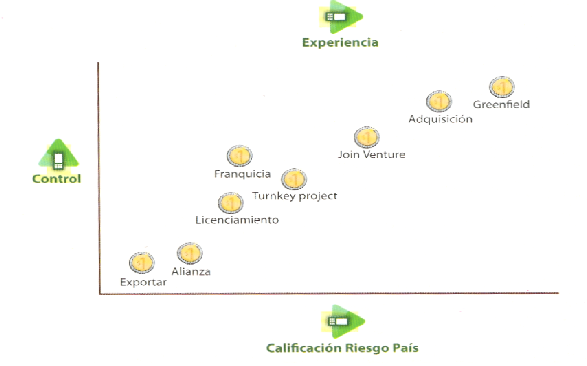 Experiencia
Greenfield
Adquisición
Join Venture
Control
Franquicia
Turnkey project
Licenciamiento
Alianza
Exportar
Calificación Riesgo País